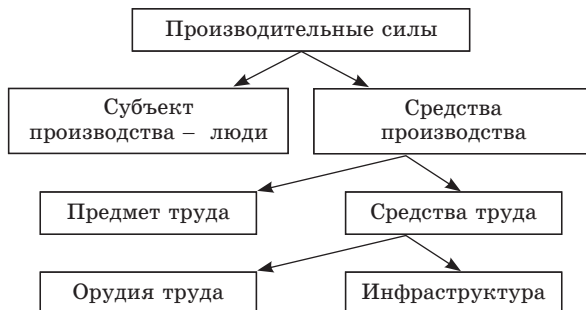 Производительные силы
Субъект
производства – люди
Средства
производства
Предмет труда
Средства труда
Орудия труда
Инфраструктура